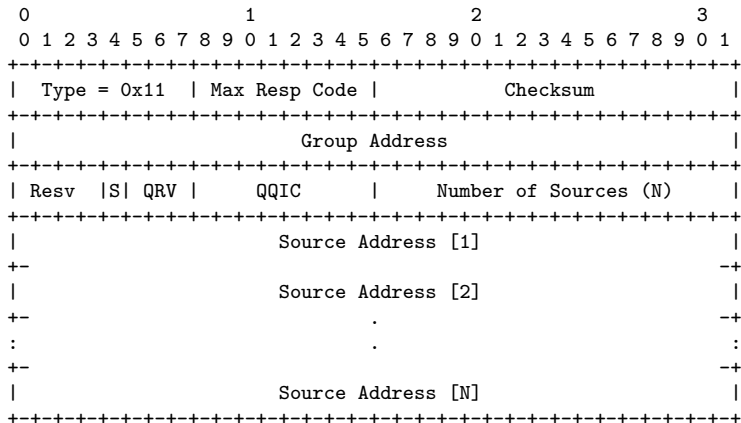 0                   1                   2                   3
 0 1 2 3 4 5 6 7 8 9 0 1 2 3 4 5 6 7 8 9 0 1 2 3 4 5 6 7 8 9 0 1
+-+-+-+-+-+-+-+-+-+-+-+-+-+-+-+-+-+-+-+-+-+-+-+-+-+-+-+-+-+-+-+-+
|  Type = 0x11  | Max Resp Code |           Checksum            |
+-+-+-+-+-+-+-+-+-+-+-+-+-+-+-+-+-+-+-+-+-+-+-+-+-+-+-+-+-+-+-+-+
|                         Group Address                         |
+-+-+-+-+-+-+-+-+-+-+-+-+-+-+-+-+-+-+-+-+-+-+-+-+-+-+-+-+-+-+-+-+
| Resv  |S| QRV |     QQIC      |     Number of Sources (N)     |
+-+-+-+-+-+-+-+-+-+-+-+-+-+-+-+-+-+-+-+-+-+-+-+-+-+-+-+-+-+-+-+-+
|                       Source Address [1]                      |
+-                                                             -+
|                       Source Address [2]                      |
+-                              .                              -+
:                               .                               :
+-                                                             -+
|                       Source Address [N]                      |
+-+-+-+-+-+-+-+-+-+-+-+-+-+-+-+-+-+-+-+-+-+-+-+-+-+-+-+-+-+-+-+-+